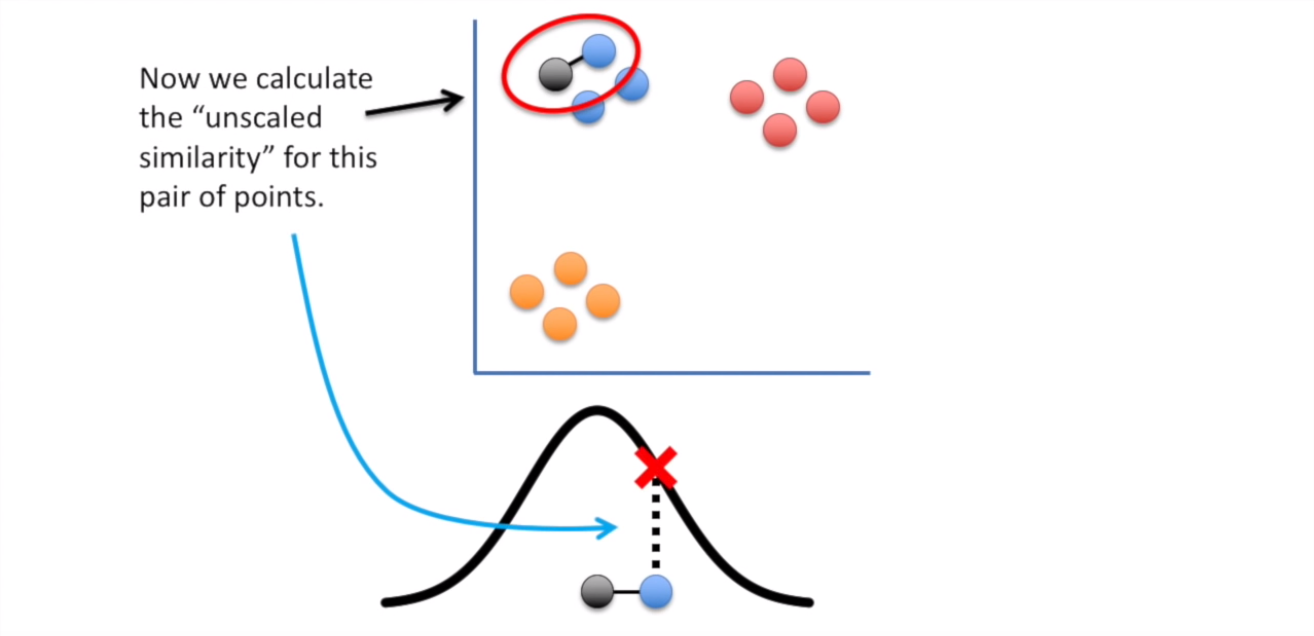 Now we calculate
the “unscaled
similarity” for this
pair of points.